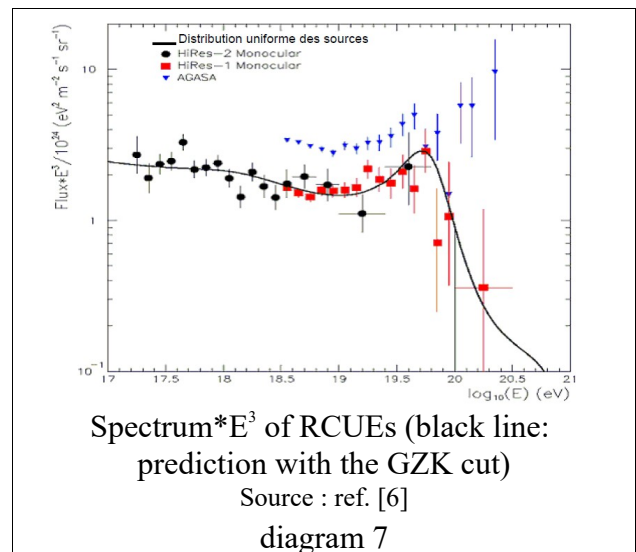 Distribution uniforme des sources
HiRes−2 Monocular
HiRes−1 Monocular
AGASA
Flux*E³/10²⁴ (eV² m⁻² s⁻¹ sr⁻¹)
10
1
10⁻¹
17 17.5 18 18.5 19 19.5 20 20.5 21
log₁₀(E) (eV)
Spectrum*E³ of RCUEs (black line:
prediction with the GZK cut)
Source : ref. [6]
diagram 7